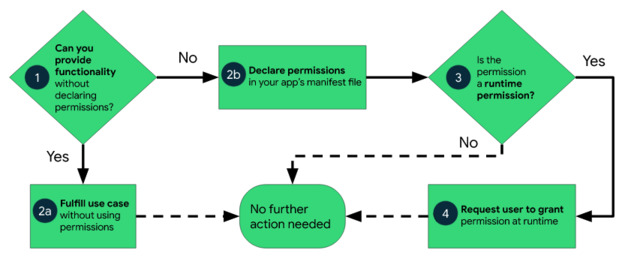 1
Can you
provide
functionality
without
declaring
permissions?
No
2b
Declare permissions
in your app's manifest file
3
Is the
permission
a runtime
permission?
Yes
No
Yes
2a
Fulfill use case
without using
permissions
No further
action needed
4
Request user to grant
permission at runtime